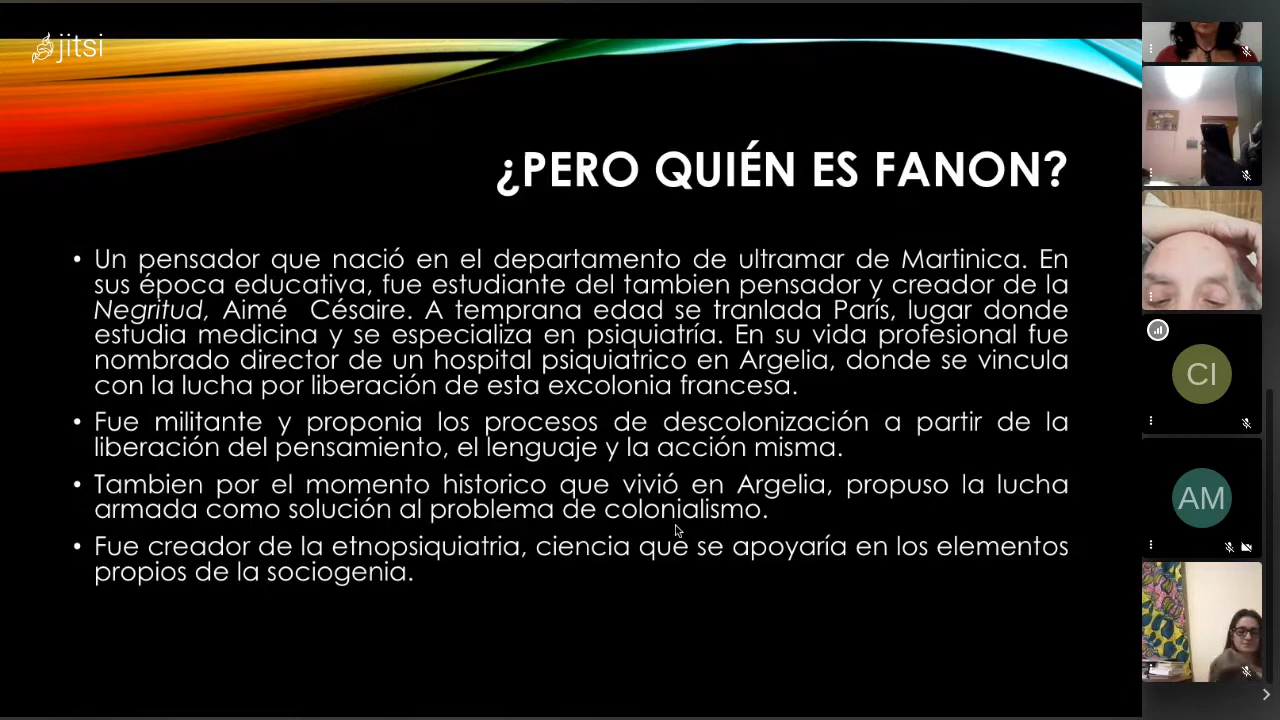 jitsi
¿PERO QUIÉN ES FANON?
• Un pensador que nació en el departamento de ultramar de Martinica. En
sus época educativa, fue estudiante del tambien pensador y creador de la
Negritud, Aimé Césaire. A temprana edad se tranlada París, lugar donde
estudia medicina y se especializa en psiquiatría. En su vida profesional fue
nombrado director de un hospital psiquiatrico en Argelia, donde se vincula
con la lucha por liberación de esta excolonia francesa.
• Fue militante y proponia los procesos de descolonización a partir de la
liberación del pensamiento, el lenguaje y la acción misma.
• Tambien por el momento historico que vivió en Argelia, propuso la lucha
armada como solución al problema de colonialismo.
• Fue creador de la etnopsiquiatria, ciencia que se apoyaría en los elementos
propios de la sociogenia.
CI
AM